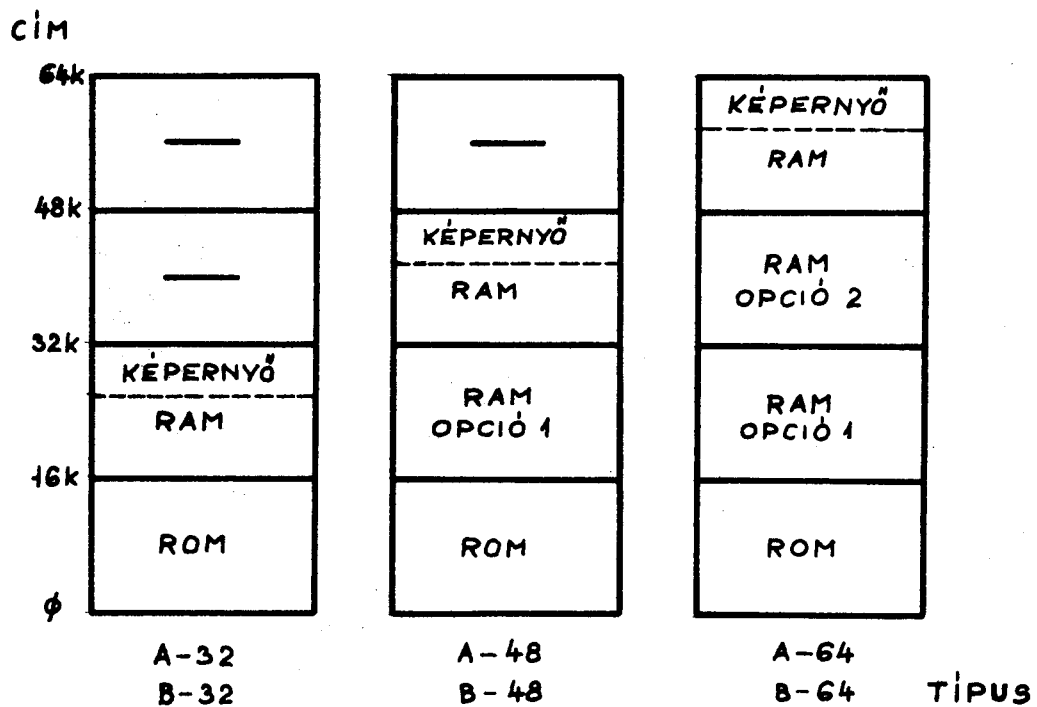 CÍM
64k
KÉPERNYŐ
RAM
48k
KÉPERNYŐ
RAM
RAM
OPCIÓ 2
32k
KÉPERNYŐ
RAM
RAM
OPCIÓ 1
RAM
OPCIÓ 1
16k
ROM
ROM
ROM
ϕ
A-32
A-48
A-64
B-32
B-48
B-64
TÍPUS